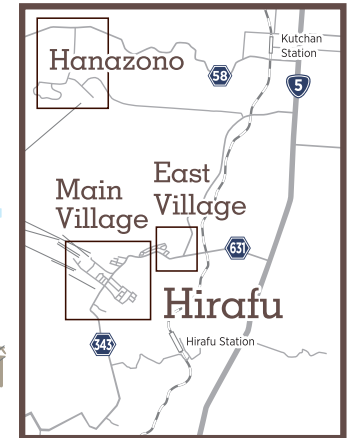 Kutchan
Station
Hanazono
58
5
East
Village
Main
Village
631
Hirafu
Hirafu Station
343